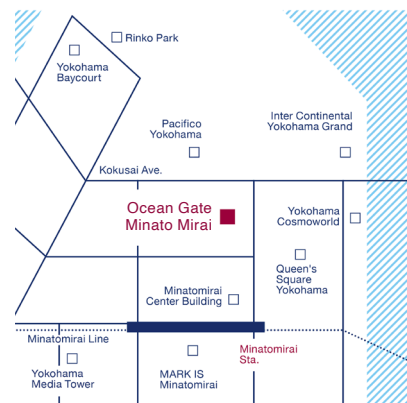 Rinko Park
Yokohama
Baycourt
Pacifico
Yokohama
Inter Continental
Yokohama Grand
Kokusai Ave.
Ocean Gate
Minato Mirai
Yokohama
Cosmoworld
Queen's
Square
Yokohama
Minatomirai
Center Building
Minatomirai Line
Minatomirai
Sta.
Yokohama
Media Tower
MARK IS
Minatomirai